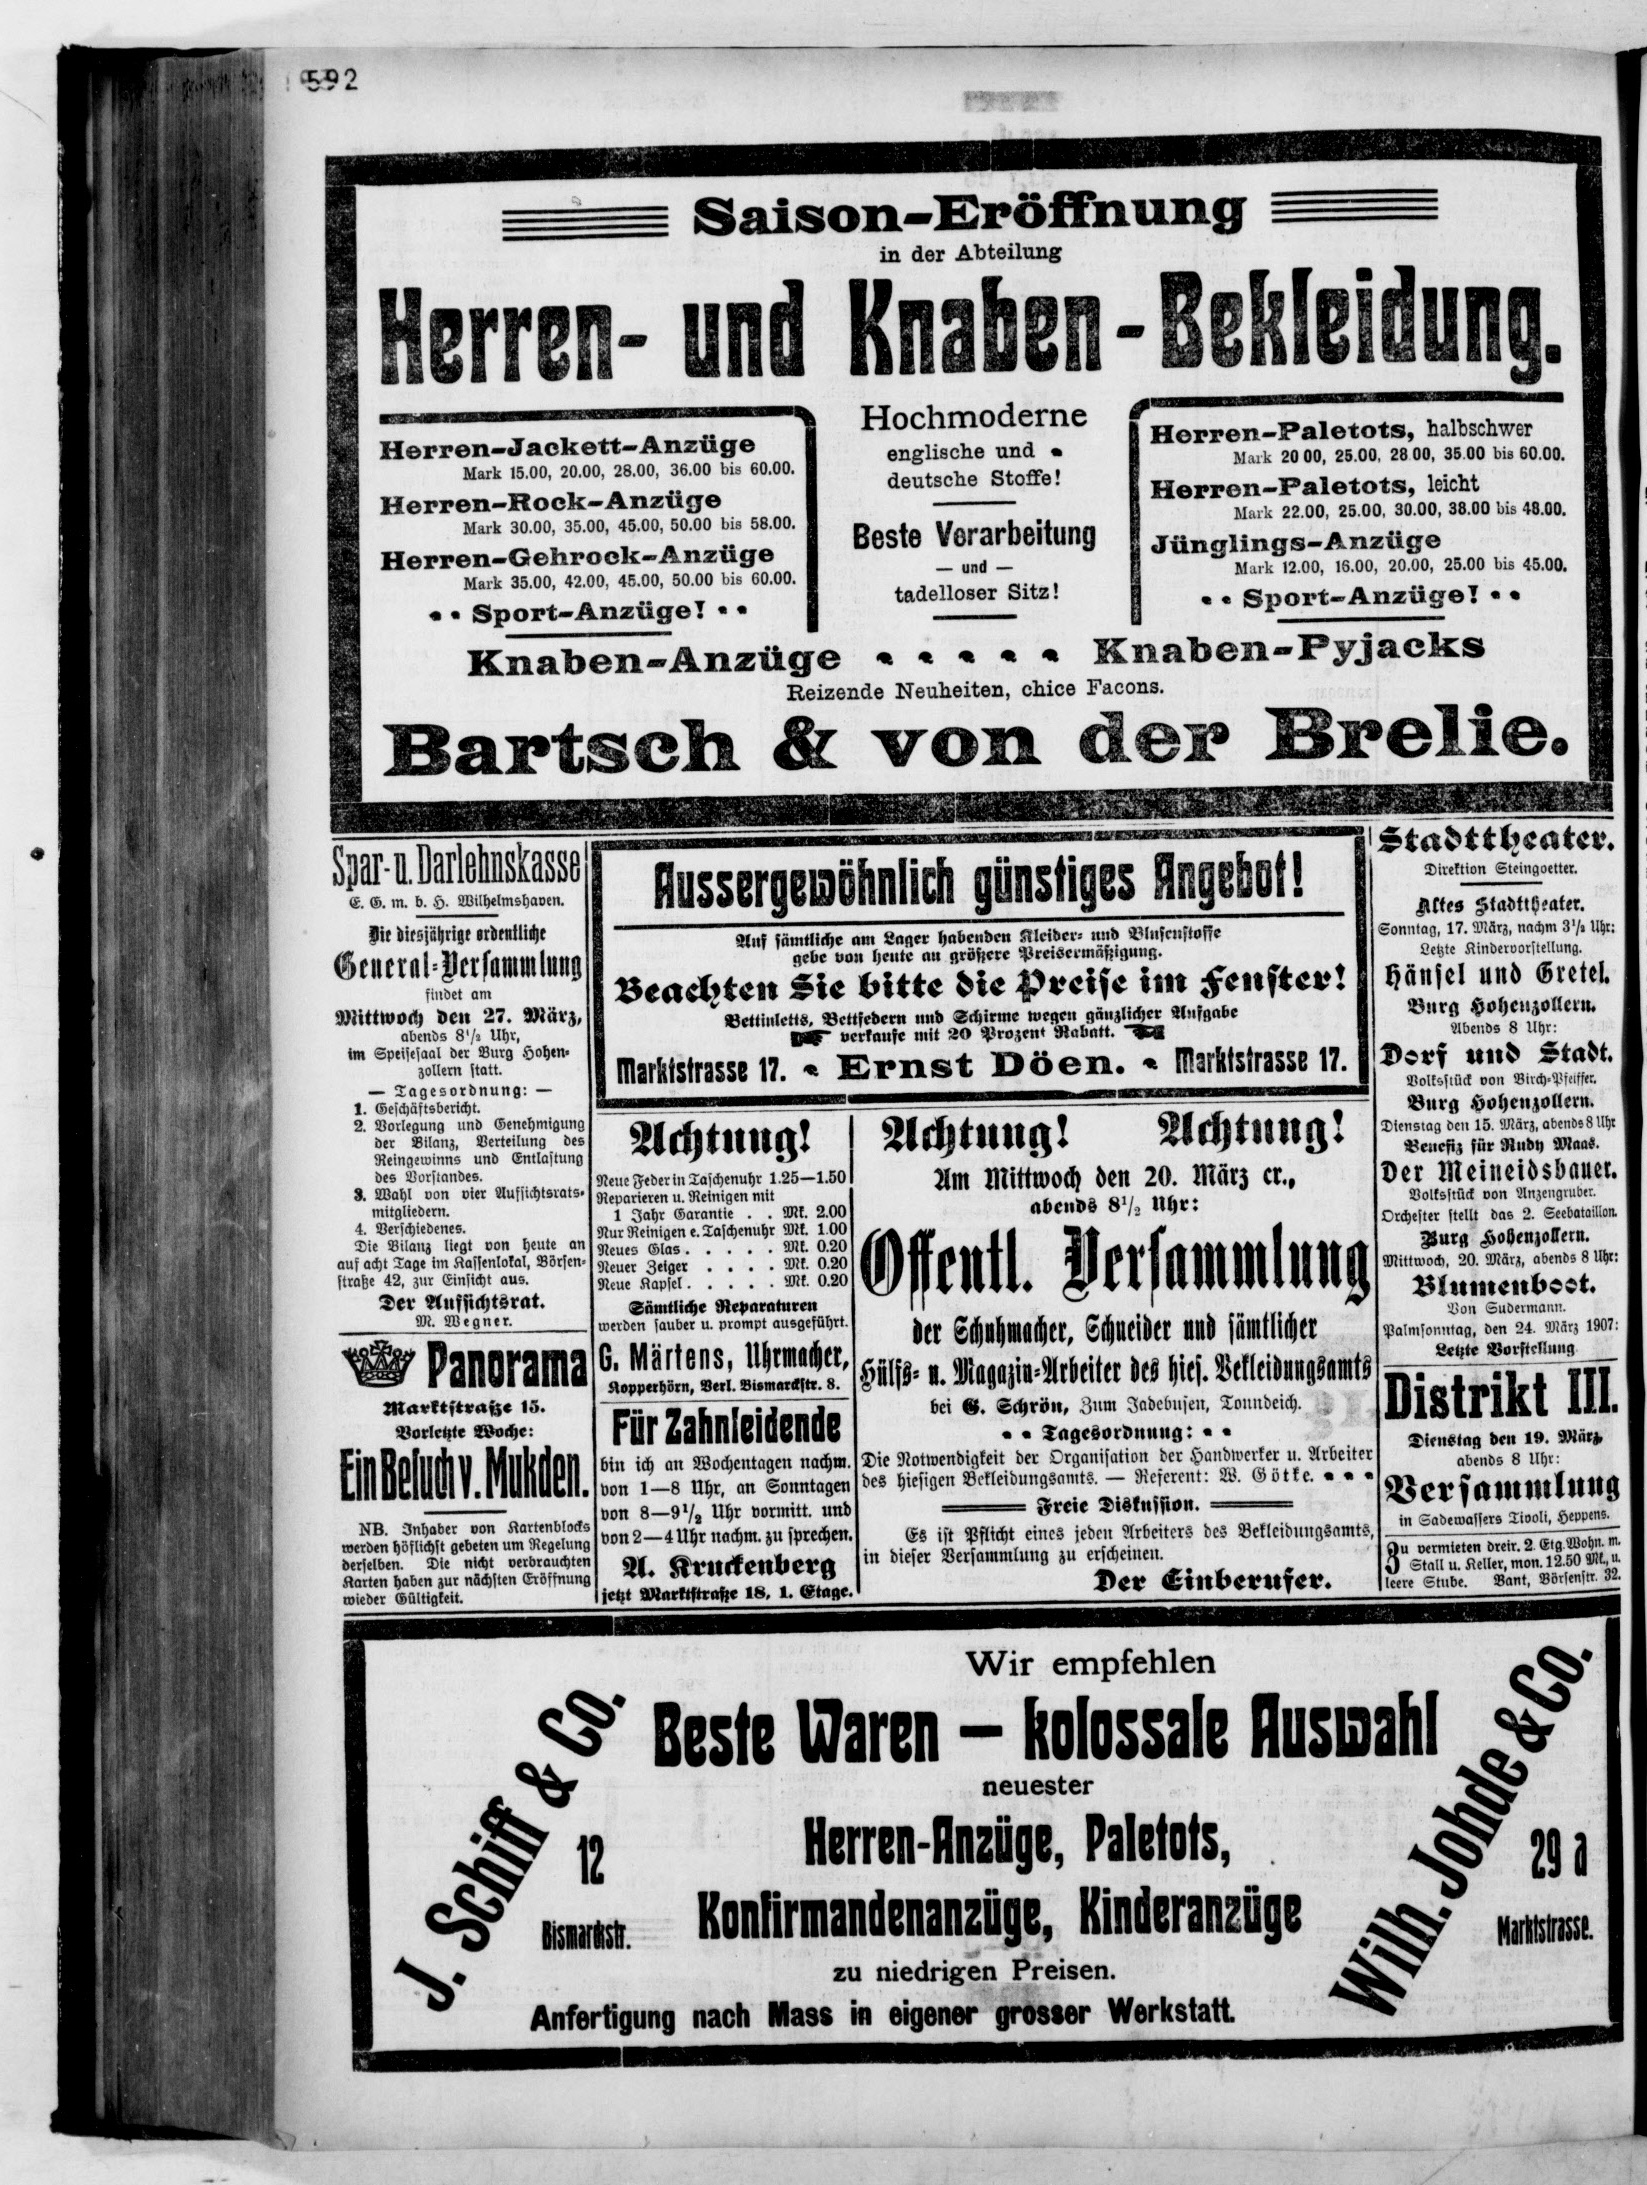 592
Saison-Eröffnung
in der Abteilung
Herren- und Knaben-Bekleidung.
Herren-Jackett-Anzüge
Mark 15.00, 20.00, 28.00, 36.00 bis 60.00.
Herren-Rock-Anzüge
Mark 30.00, 35.00, 45.00, 50.00 bis 58.00.
Herren-Gehrock-Anzüge
Mark 35.00, 42.00, 45.00, 50.00 bis 60.00.
Sport-Anzüge!
Hochmoderne
englische und
deutsche Stoffe!
Beste Verarbeitung
— und —
tadelloser Sitz!
Herren-Paletots, halbschwer
Mark 20 00, 25.00, 28 00, 35.00 bis 60.00.
Herren-Paletots, leicht
Mark 22.00, 25.00, 30.00, 38.00 bis 48.00.
Jünglings-Anzüge
Mark 12.00, 16.00, 20.00, 25.00 bis 45.00.
Sport-Anzüge!
Knaben-Anzüge Knaben-Pyjacks
Reizende Neuheiten, chice Facons.
Bartsch & von der Brelie.
Spar- u. Darlehnskasse
E. G. m. b. H. Wilhelmshaven.
Die diesjährige ordentliche
General-Versammlung
findet am
Mittwoch den 27. März,
abends 8½ Uhr,
im Speisesaal der Burg Hohen-
zollern statt.
— Tagesordnung: —
1. Geschäftsbericht.
2. Vorlegung und Genehmigung
der Bilanz, Verteilung des
Reingewinns und Entlastung
des Vorstandes.
3. Wahl von vier Aufsichtsrats-
mitgliedern.
4. Verschiedenes.
Die Bilanz liegt von heute an
auf acht Tage im Kassenlokal, Börsen-
straße 42, zur Einsicht aus.
Der Aufsichtsrat.
M. Wegner.
Panorama
Marktstraße 15.
Vorletzte Woche:
Ein Besuch v. Mukden.
NB. Inhaber von Kartenblocks
werden höflichst gebeten um Regelung
derselben. Die nicht verbrauchten
Karten haben zur nächsten Eröffnung
wieder Gültigkeit.
Aussergewöhnlich günstiges Angebot!
Auf sämtliche am Lager habenden Kleider- und Blusenstoffe
gebe von heute an größere Preisermäßigung.
Beachten Sie bitte die Preise im Fenster!
Bettinletts, Bettfedern und Schirme wegen gänzlicher Aufgabe
verkaufe mit 20 Prozent Rabatt.
Marktstrasse 17. Ernst Döen. Marktstrasse 17.
Achtung!
Neue Feder in Taschenuhr 1.25—1.50
Reparieren u. Reinigen mit
1 Jahr Garantie . . Mk. 2.00
Nur Reinigen e. Taschenuhr Mk. 1.00
Neues Glas . . . . . Mk. 0.20
Neuer Zeiger . . . . Mk. 0.20
Neue Kapsel . . . . . Mk. 0.20
Sämtliche Reparaturen
werden sauber u. prompt ausgeführt.
G. Märtens, Uhrmacher,
Kopperhörn, Verl. Bismarckstr. 8.
Für Zahnleidende
bin ich an Wochentagen nachm.
von 1—8 Uhr, an Sonntagen
von 8—9½ Uhr vormitt. und
von 2—4 Uhr nachm. zu sprechen.
A. Kruckenberg
jetzt Marktstraße 18, 1. Etage.
Achtung! Achtung!
Am Mittwoch den 20. März cr.,
abends 8½ Uhr:
Öffentl. Versammlung
der Schuhmacher, Schneider und sämtlicher
Hülfs- u. Magazin-Arbeiter des hies. Bekleidungsamts
bei G. Schrön, Zum Jadebusen, Tonndeich.
Tagesordnung:
Die Notwendigkeit der Organisation der Handwerker u. Arbeiter
des hiesigen Bekleidungsamts. — Referent: W. Götke.
Freie Diskussion.
Es ist Pflicht eines jeden Arbeiters des Bekleidungsamts,
in dieser Versammlung zu erscheinen.
Der Einberufer.
Stadttheater.
Direktion Steingoetter.
Altes Stadttheater.
Sonntag, 17. März, nachm 3½ Uhr:
Letzte Kindervorstellung.
Hänsel und Gretel.
Burg Hohenzollern.
Abends 8 Uhr:
Dorf und Stadt.
Volksstück von Birch-Pfeiffer.
Burg Hohenzollern.
Dienstag den 15. März, abends 8 Uhr
Benefiz für Rudy Maas.
Der Meineidsbauer.
Volksstück von Anzengruber.
Orchester stellt das 2. Seebataillon.
Burg Hohenzollern.
Mittwoch, 20. März, abends 8 Uhr:
Blumenboot.
Von Sudermann.
Palmsonntag, den 24. März 1907:
Letzte Vorstellung
Distrikt III.
Dienstag den 19. März
abends 8 Uhr:
Versammlung
in Sadewassers Tivoli, Heppens.
Zu vermieten dreir. 2. Etg.Wohn. m.
Stall u. Keller, mon. 12.50 Mk., u.
leere Stube. Bant, Börsenstr. 32.
Wir empfehlen
Beste Waren — kolossale Auswahl
neuester
Herren-Anzüge, Paletots,
Konfirmandenanzüge, Kinderanzüge
zu niedrigen Preisen.
Anfertigung nach Mass in eigener grosser Werkstatt.
J. Schiff & Co.
12
Bismarckstr.
Wilh. Johde & Co.
29 a
Marktstrasse.